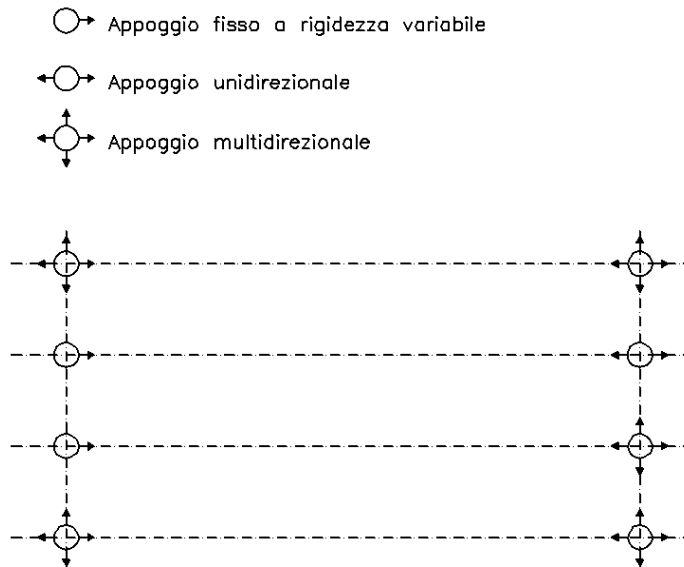 Appoggio fisso a rigidezza variabile
Appoggio unidirezionale
Appoggio multidirezionale